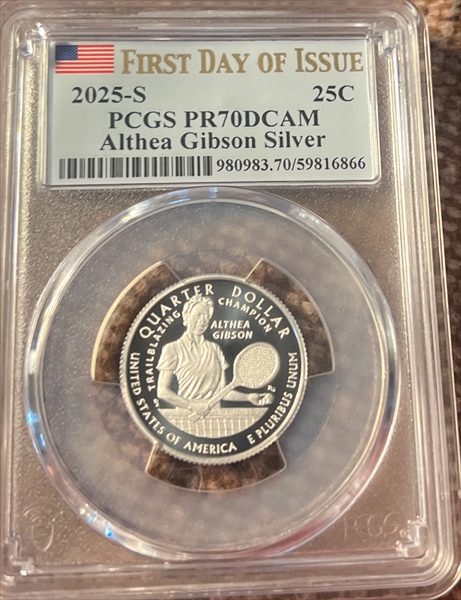 FIRST DAY OF ISSUE
2025-S 25C
PCGS PR70DCAM
Althea Gibson Silver
980983.70/59816866
QUARTER DOLLAR
TRAILBLAZING CHAMPION
ALTHEA
GIBSON
UNITED STATES OF AMERICA E PLURIBUS UNUM
PCGS